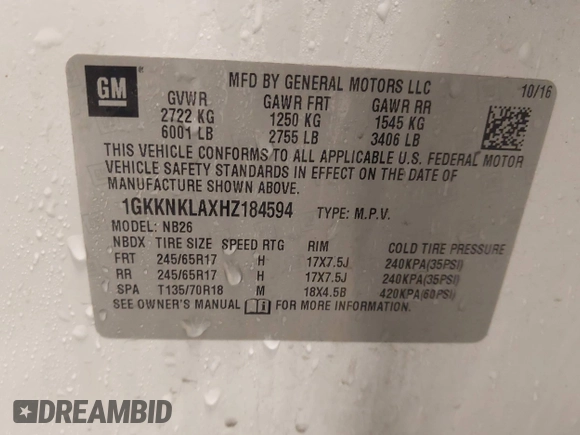 GM
MFD BY GENERAL MOTORS LLC
10/16
GVWR GAWR FRT GAWR RR
2722 KG 1250 KG 1545 KG
6001 LB 2755 LB 3406 LB
THIS VEHICLE CONFORMS TO ALL APPLICABLE U.S. FEDERAL MOTOR
VEHICLE SAFETY STANDARDS IN EFFECT ON THE DATE OF
MANUFACTURE SHOWN ABOVE.
1GKKNKLAXHZ184594 TYPE: M.P.V.
MODEL: NB26
NBDX TIRE SIZE SPEED RTG RIM COLD TIRE PRESSURE
FRT 245/65R17 H 17X7.5J 240KPA(35PSI)
RR 245/65R17 H 17X7.5J 240KPA(35PSI)
SPA T135/70R18 M 18X4.5B 420KPA(60PSI)
SEE OWNER'S MANUAL FOR MORE INFORMATION.
DREAMBID